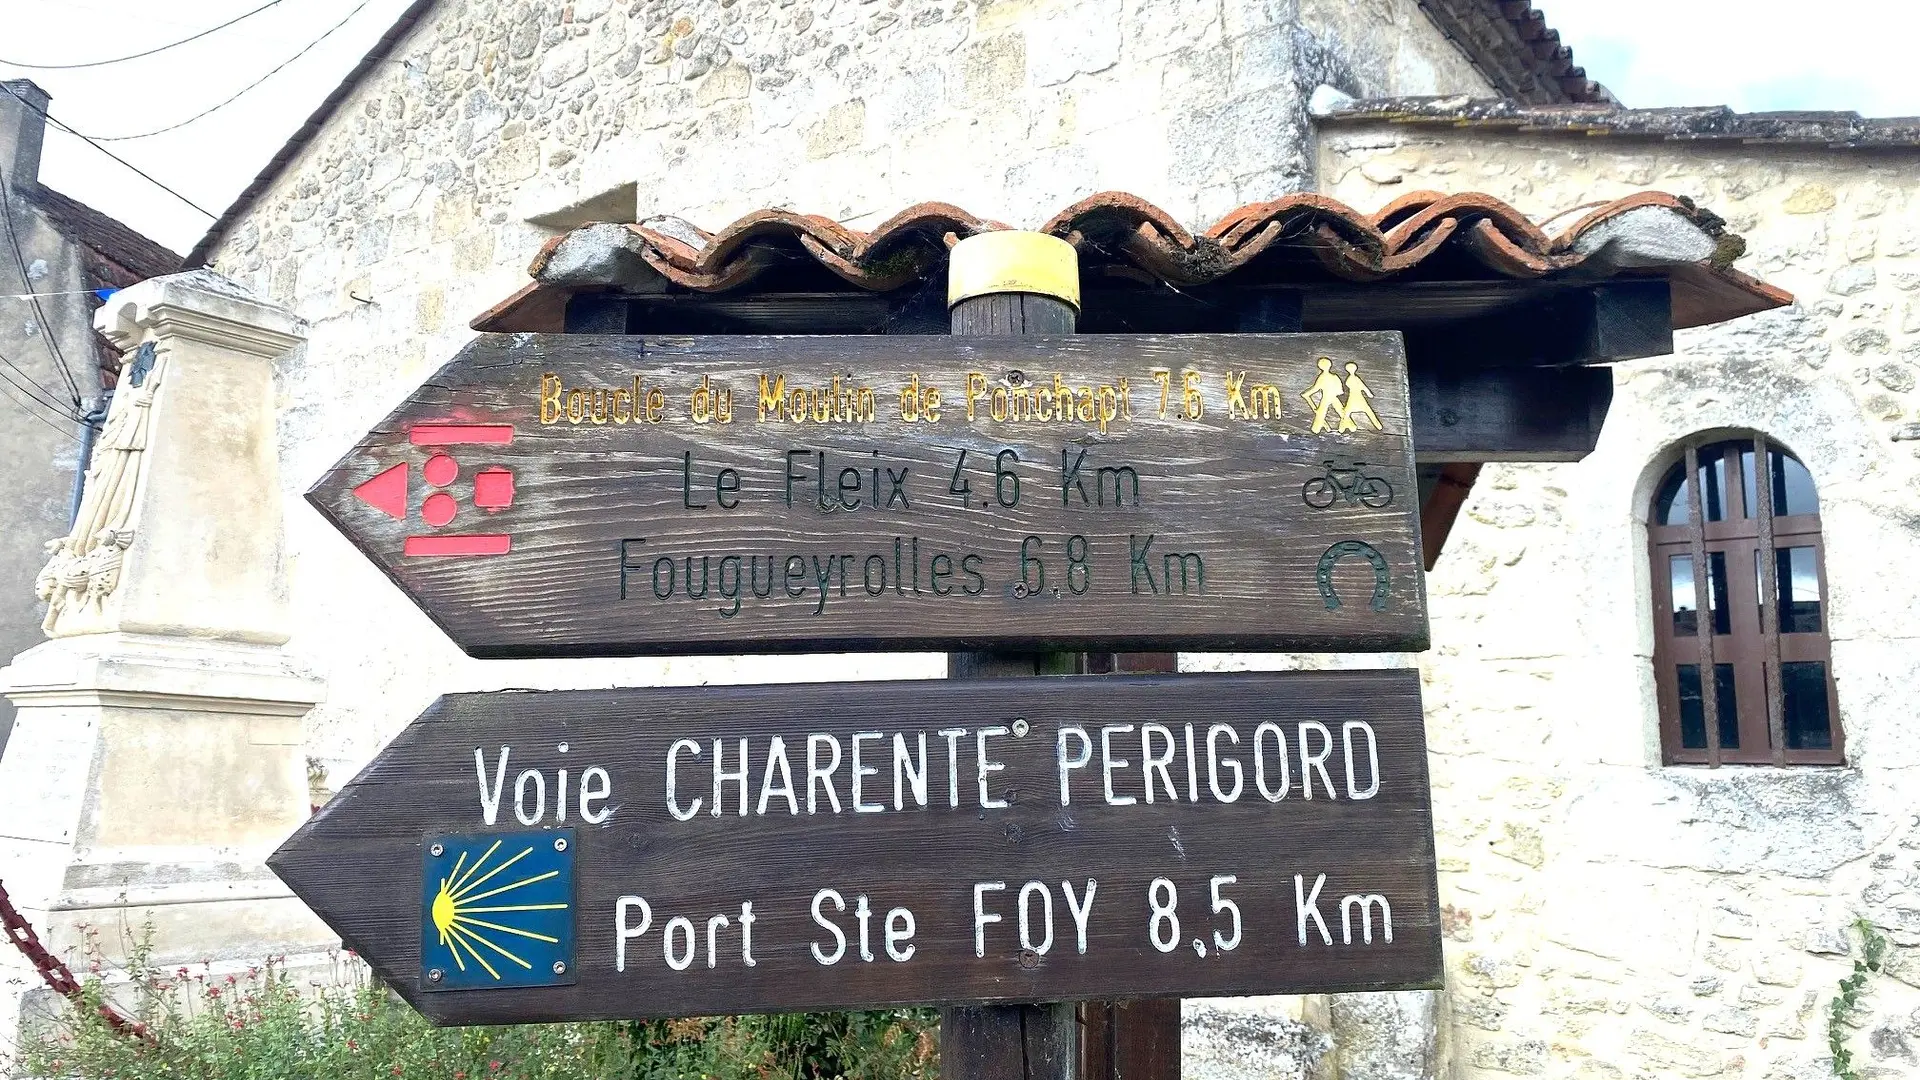 Boucle du Moulin de Ponchapt 7.6 Km
Le Fleix 4.6 Km
Fougueyrolles 6.8 Km
Voie CHARENTE PERIGORD
Port Ste FOY 8,5 Km